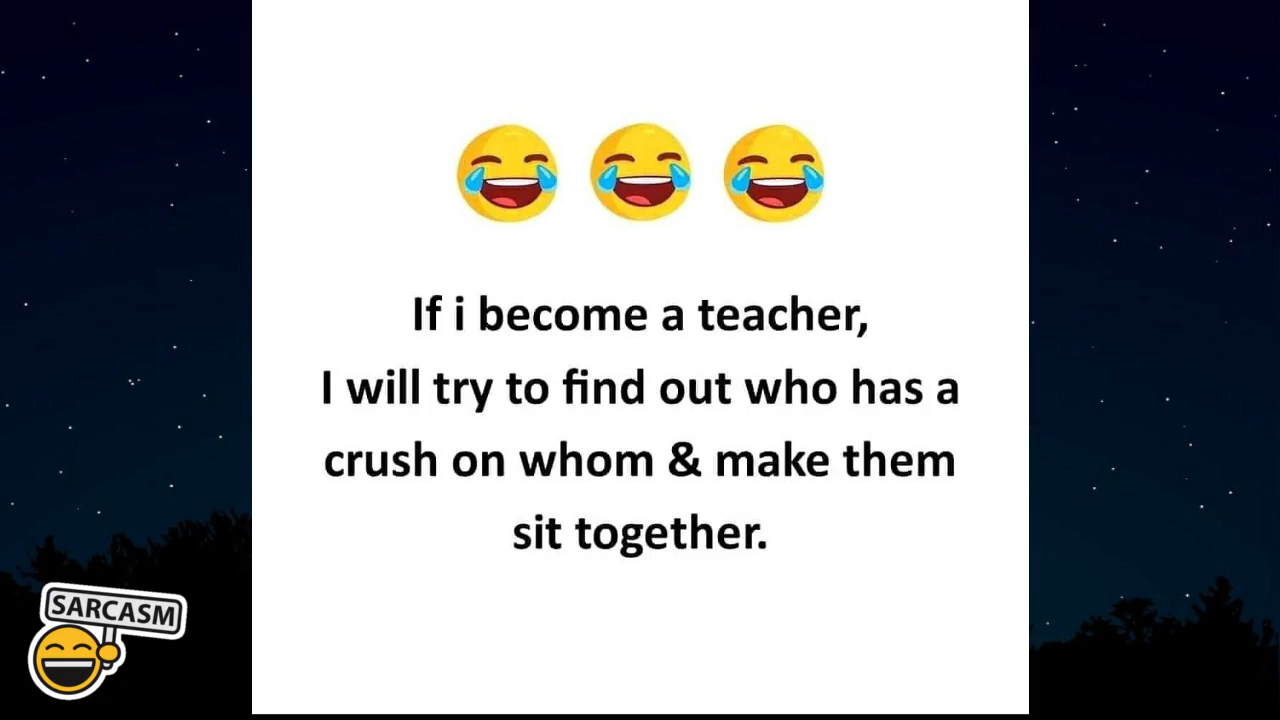 If i become a teacher,
I will try to find out who has a
crush on whom & make them
sit together.
SARCASM